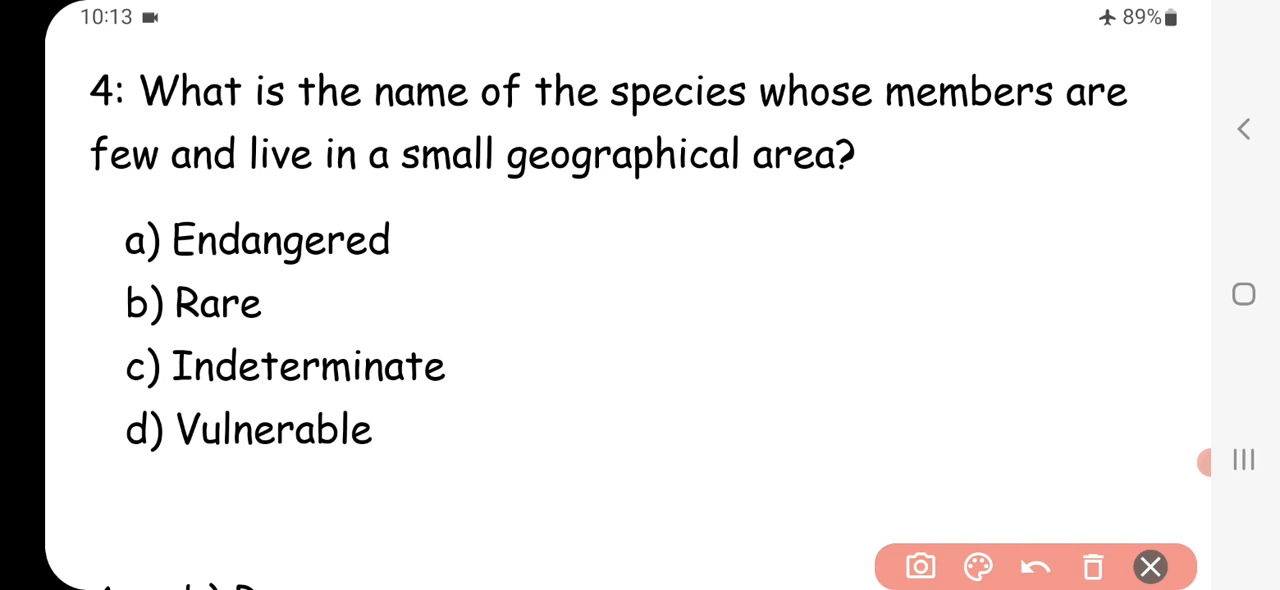 10:13
89%
4: What is the name of the species whose members are
few and live in a small geographical area?
a) Endangered
b) Rare
c) Indeterminate
d) Vulnerable